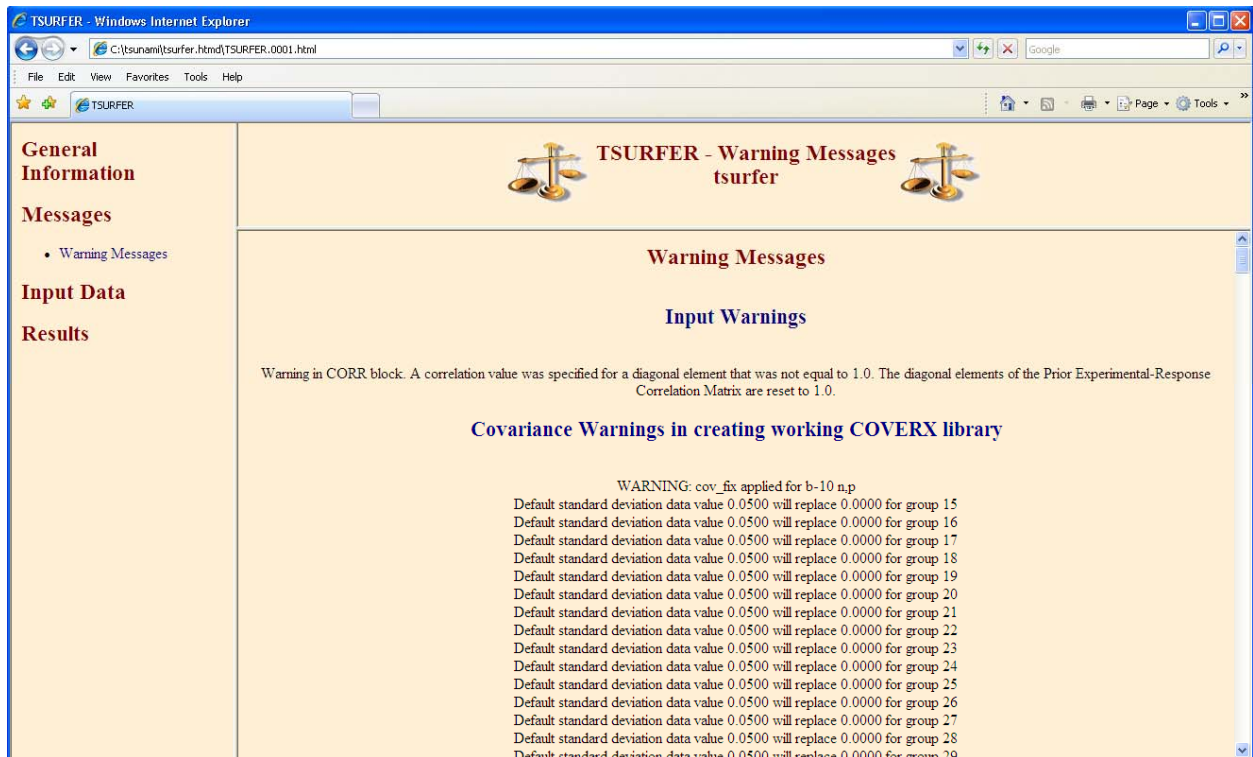 TSURFER - Windows Internet Explorer
C:\tsunami\tsurfer.htmd\TSURFER.0001.html
Google
File Edit View Favorites Tools Help
TSURFER
Page Tools
General
Information
Messages
Warning Messages
Input Data
Results
TSURFER - Warning Messages
tsurfer
Warning Messages
Input Warnings
Warning in CORR block. A correlation value was specified for a diagonal element that was not equal to 1.0. The diagonal elements of the Prior Experimental-Response
Correlation Matrix are reset to 1.0.
Covariance Warnings in creating working COVERX library
WARNING: cov_fix applied for b-10 n,p
Default standard deviation data value 0.0500 will replace 0.0000 for group 15
Default standard deviation data value 0.0500 will replace 0.0000 for group 16
Default standard deviation data value 0.0500 will replace 0.0000 for group 17
Default standard deviation data value 0.0500 will replace 0.0000 for group 18
Default standard deviation data value 0.0500 will replace 0.0000 for group 19
Default standard deviation data value 0.0500 will replace 0.0000 for group 20
Default standard deviation data value 0.0500 will replace 0.0000 for group 21
Default standard deviation data value 0.0500 will replace 0.0000 for group 22
Default standard deviation data value 0.0500 will replace 0.0000 for group 23
Default standard deviation data value 0.0500 will replace 0.0000 for group 24
Default standard deviation data value 0.0500 will replace 0.0000 for group 25
Default standard deviation data value 0.0500 will replace 0.0000 for group 26
Default standard deviation data value 0.0500 will replace 0.0000 for group 27
Default standard deviation data value 0.0500 will replace 0.0000 for group 28
Default standard deviation data value 0.0500 will replace 0.0000 for group 29